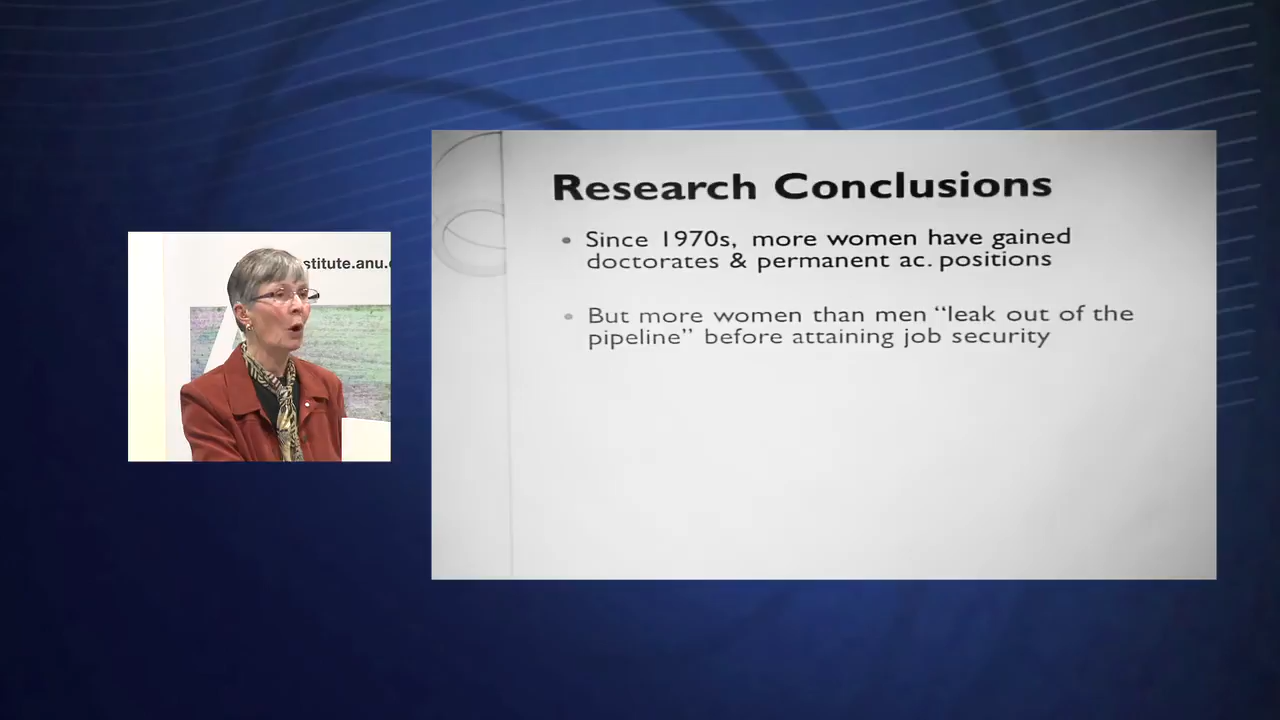 stitute.anu.
Research Conclusions
• Since 1970s, more women have gained
doctorates & permanent ac. positions
• But more women than men “leak out of the
pipeline” before attaining job security